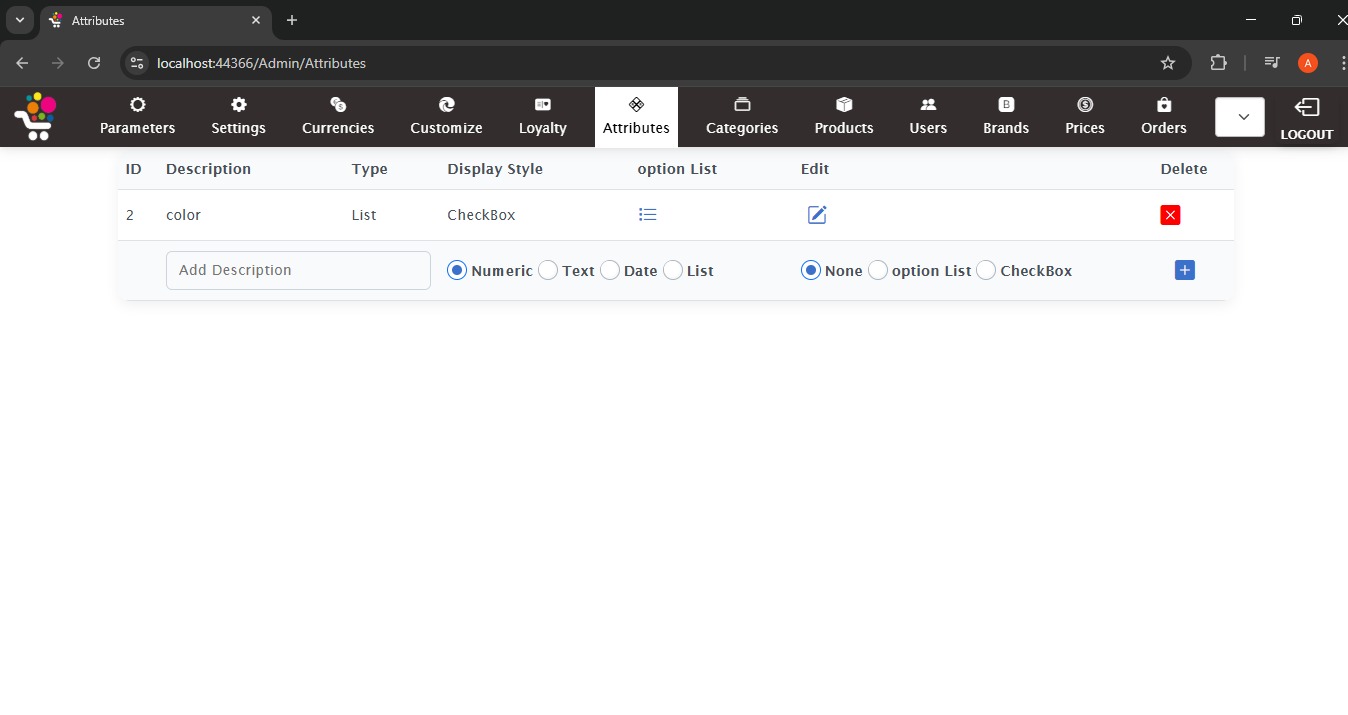 Attributes
localhost:44366/Admin/Attributes
A
Parameters Settings Currencies Customize Loyalty Attributes Categories Products Users Brands Prices Orders LOGOUT
ID Description Type Display Style option List Edit Delete
2 color List CheckBox
Add Description Numeric Text Date List None option List CheckBox